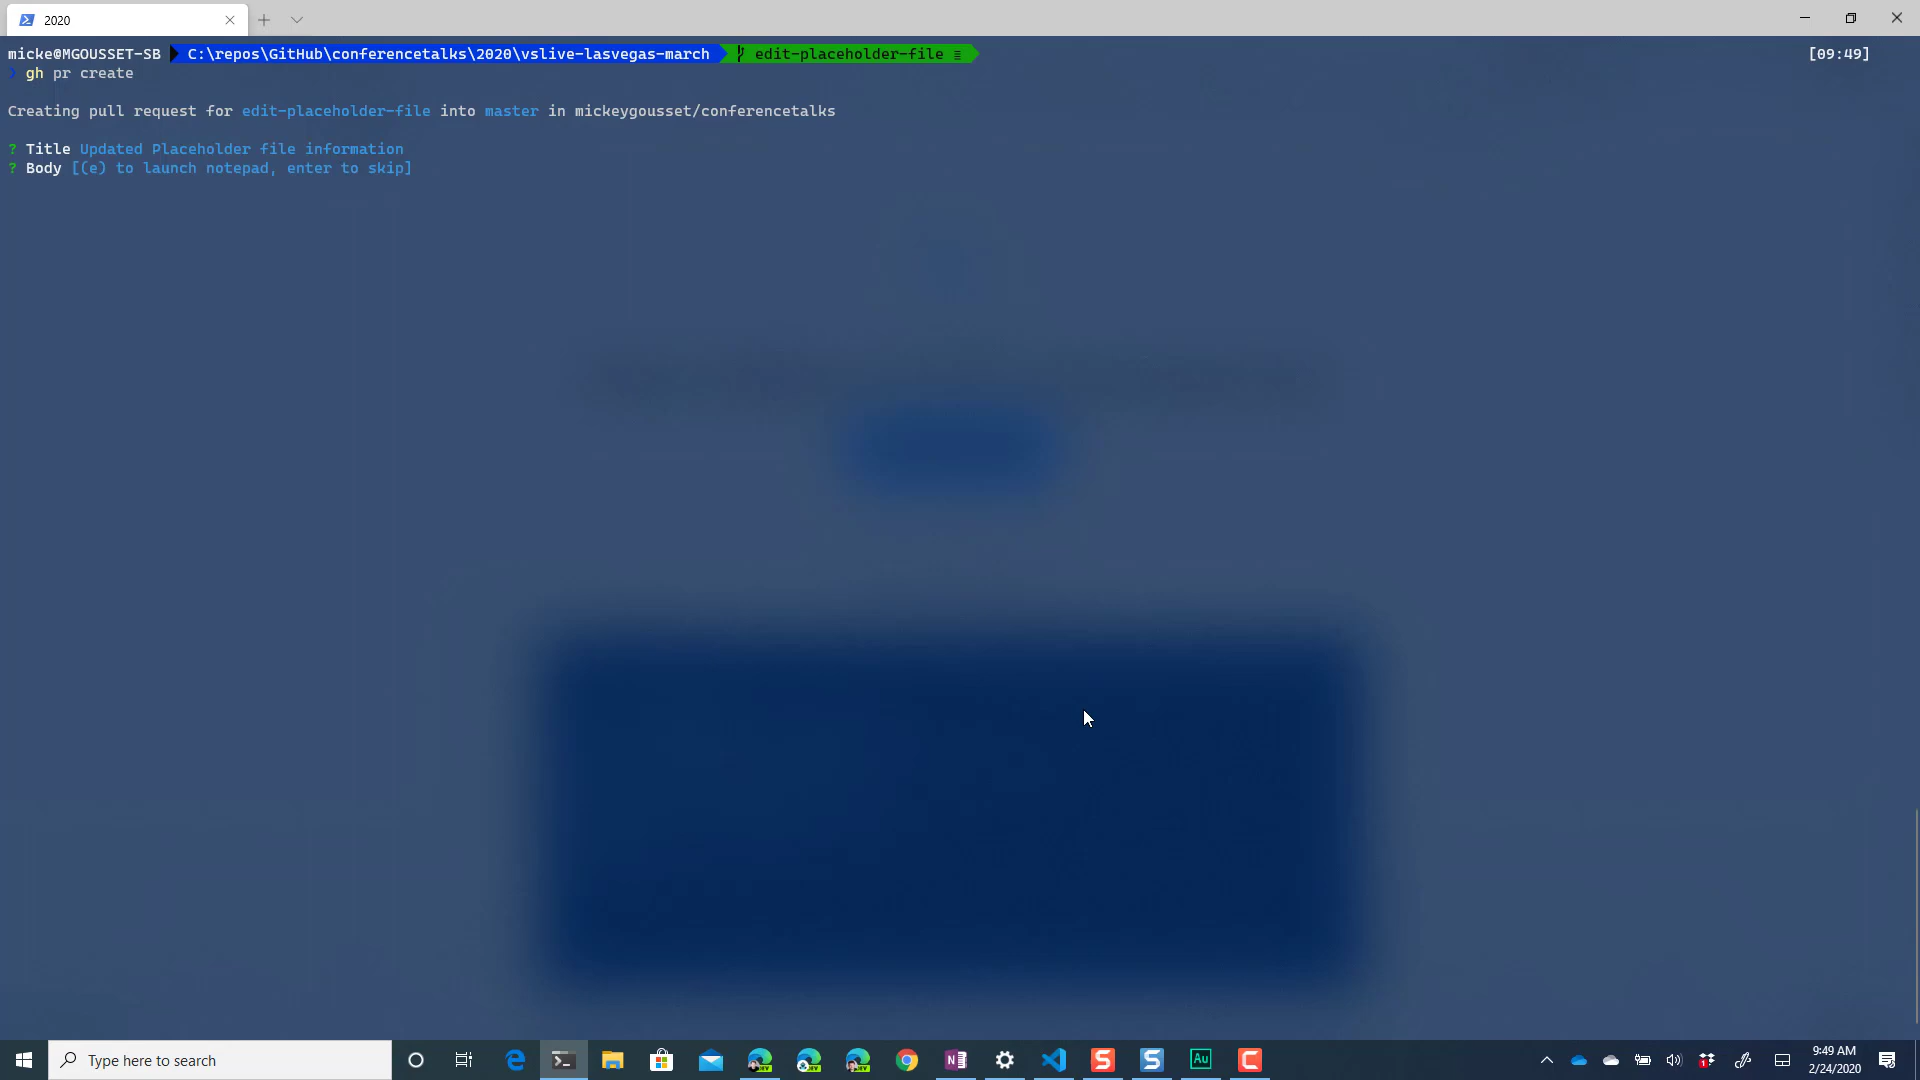 2020
micke@MGOUSSET-SB C:\repos\GitHub\conferencetalks\2020\vslive-lasvegas-march edit-placeholder-file ≡ [09:49]
❯ gh pr create
Creating pull request for edit-placeholder-file into master in mickeygousset/conferencetalks
? Title Updated Placeholder file information
? Body [(e) to launch notepad, enter to skip]
Type here to search
9:49 AM
2/24/2020